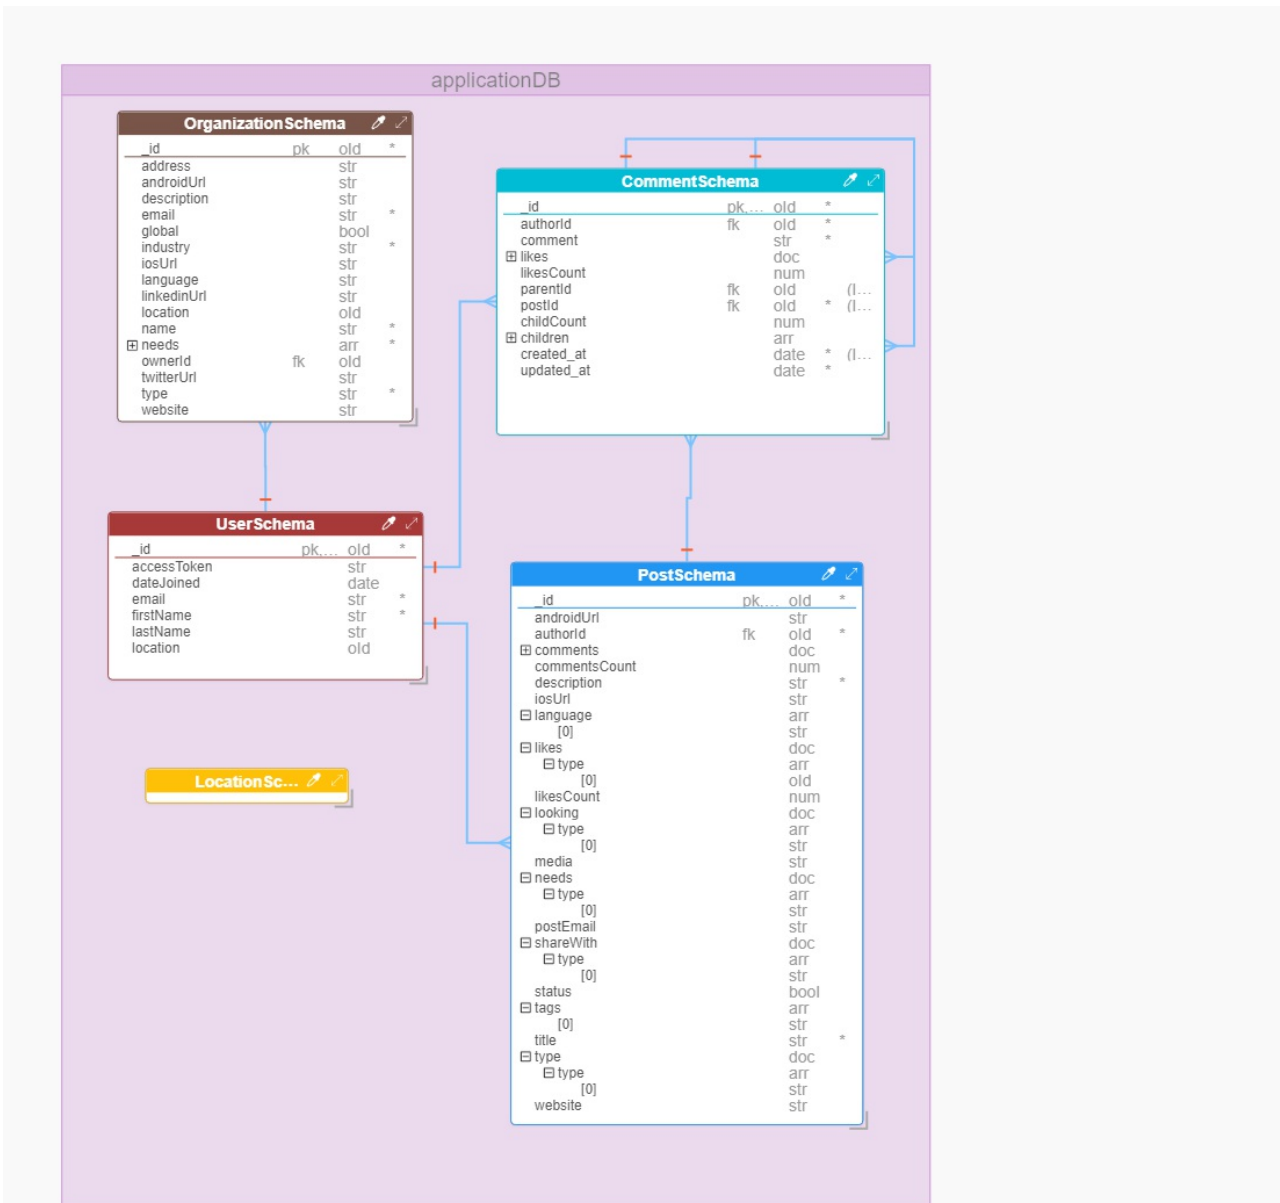 applicationDB
OrganizationSchema
_id pk oId *
address str
androidUrl str
description str
email str *
global bool
industry str *
iosUrl str
language str
linkedinUrl str
location oId
name str *
needs arr *
ownerId fk oId
twitterUrl str
type str *
website str
CommentSchema
_id pk,... oId *
authorId fk oId *
comment str *
likes doc
likesCount num
parentId fk oId (I...
postId fk oId * (I...
childCount num
children arr
created_at date * (I...
updated_at date *
UserSchema
_id pk,... oId *
accessToken str
dateJoined date
email str *
firstName str *
lastName str
location oId
LocationSc...
PostSchema
_id pk,... oId *
androidUrl str
authorId fk oId *
comments doc
commentsCount num
description str *
iosUrl str
language arr
[0] str
likes doc
type arr
[0] oId
likesCount num
looking doc
type arr
[0] str
media str
needs doc
type arr
[0] str
postEmail str
shareWith doc
type arr
[0] str
status bool
tags arr
[0] str
title str *
type doc
type arr
[0] str
website str